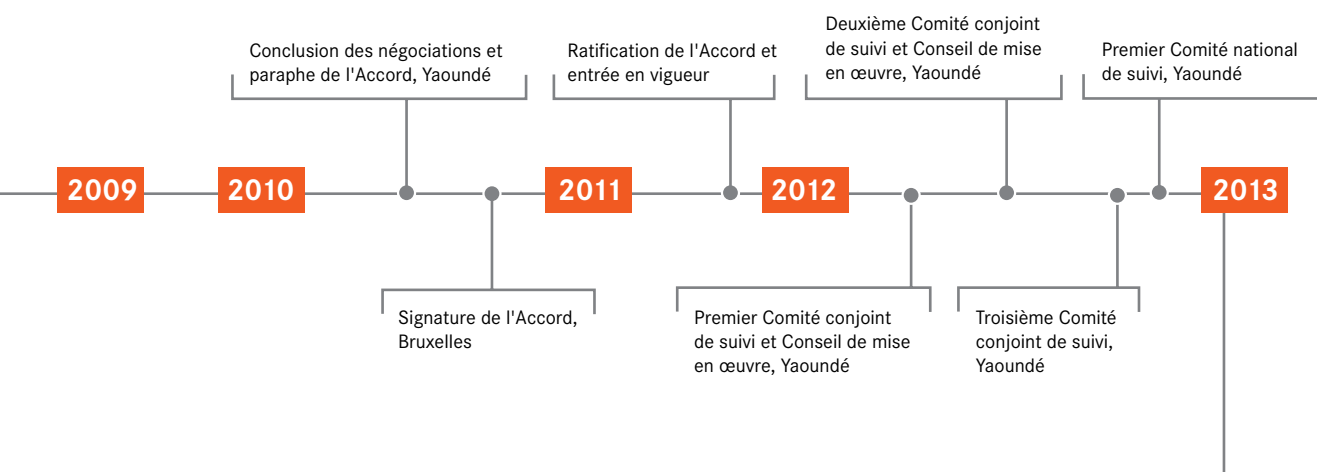 Conclusion des négociations et
paraphe de l'Accord, Yaoundé
Ratification de l'Accord et
entrée en vigueur
Deuxième Comité conjoint
de suivi et Conseil de mise
en œuvre, Yaoundé
Premier Comité national
de suivi, Yaoundé
2009
2010
2011
2012
2013
Signature de l'Accord,
Bruxelles
Premier Comité conjoint
de suivi et Conseil de mise
en œuvre, Yaoundé
Troisième Comité
conjoint de suivi,
Yaoundé